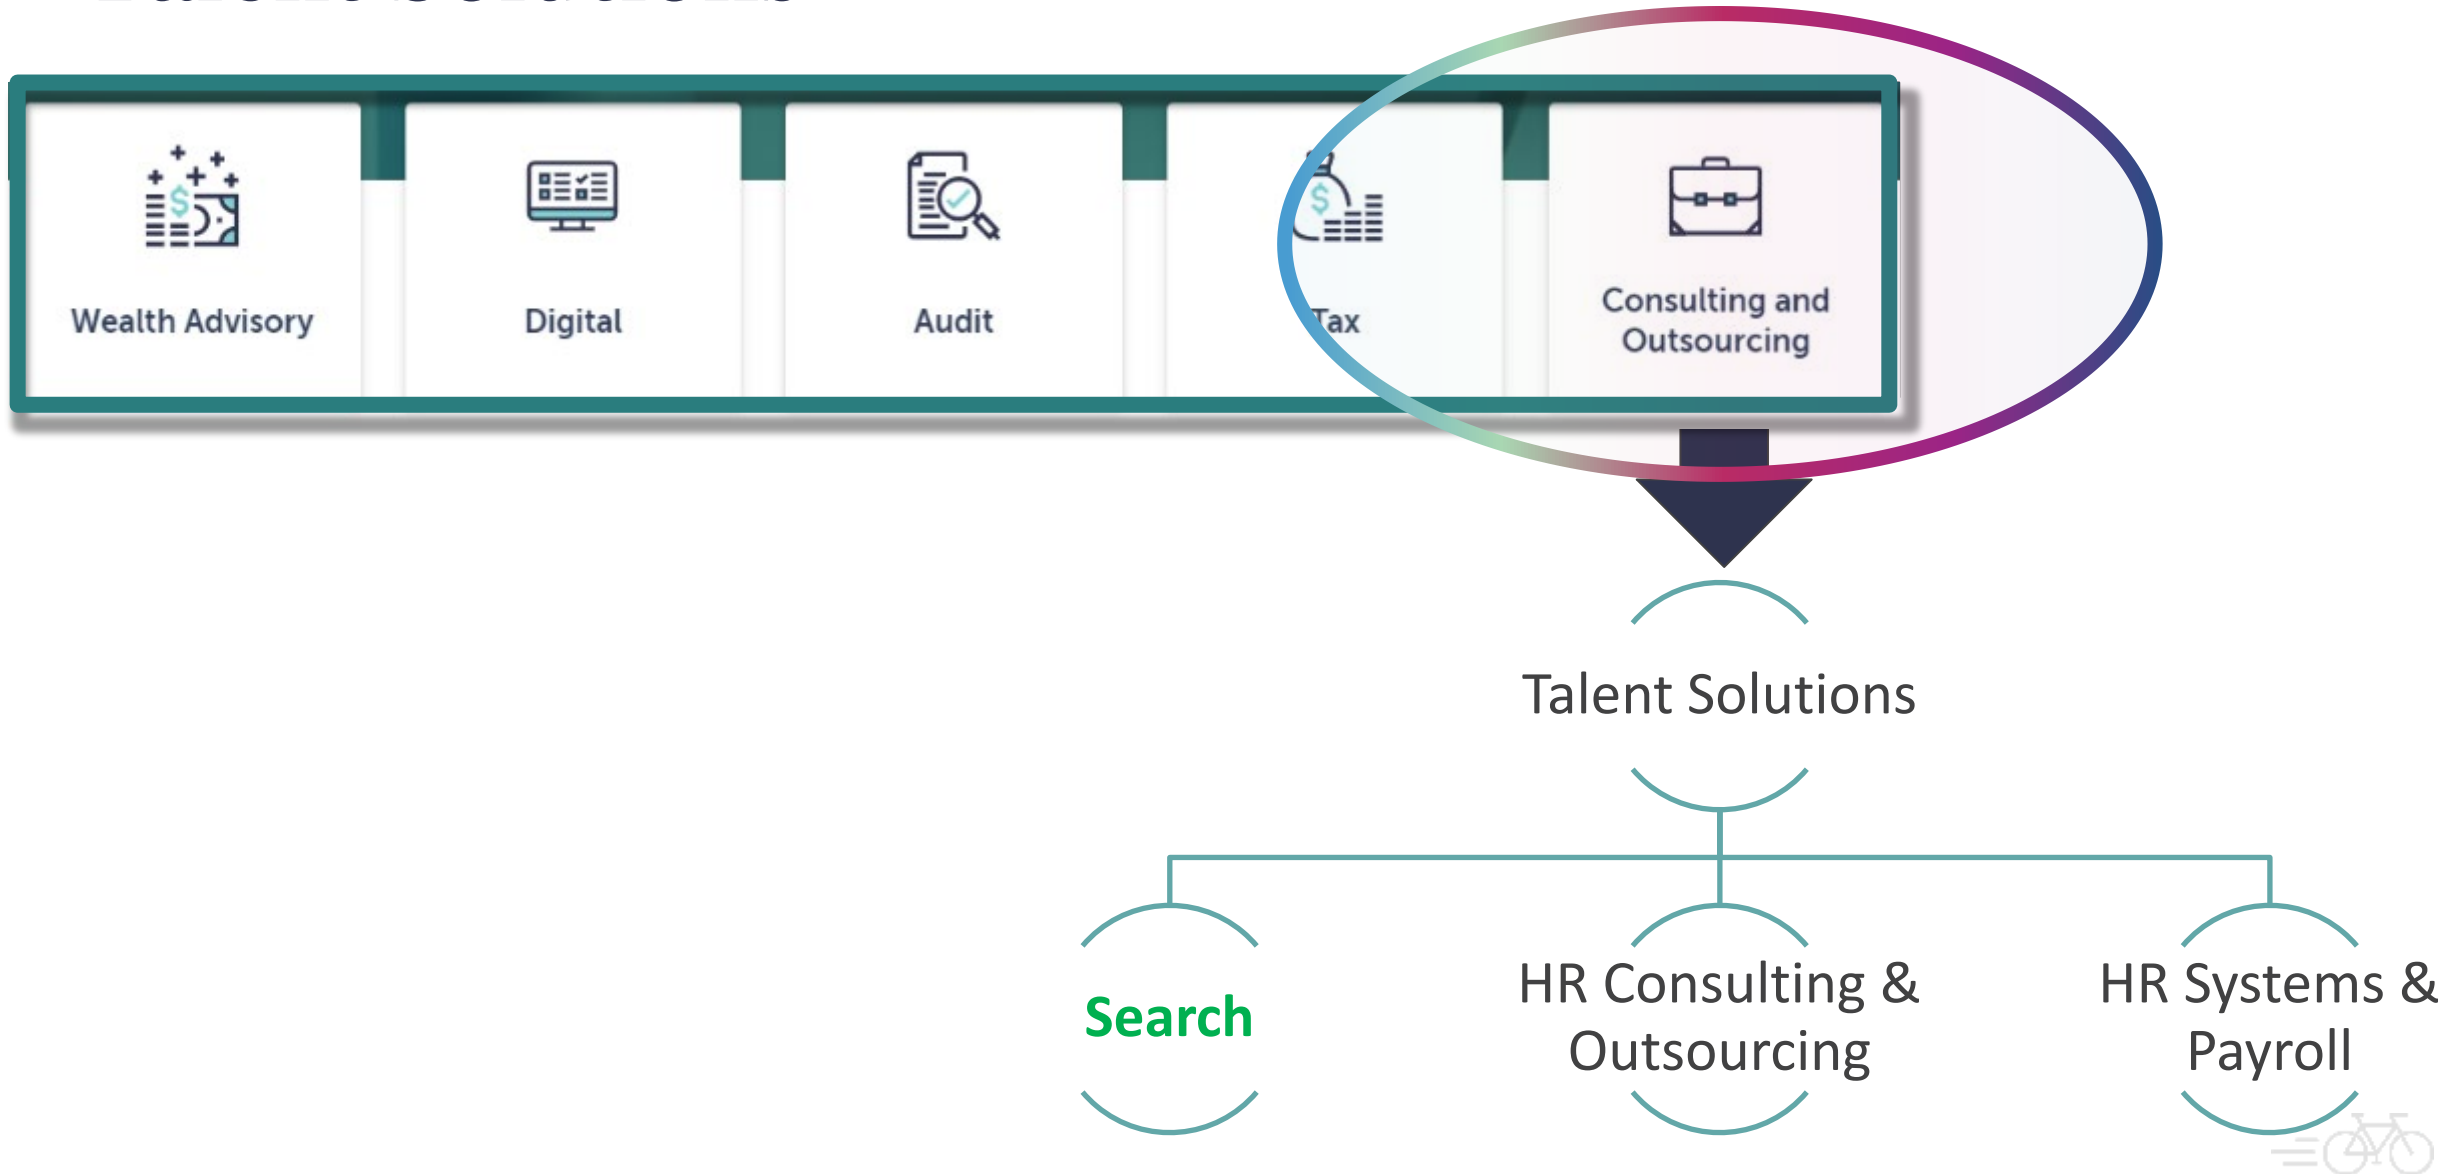 Wealth Advisory
Digital
Audit
Tax
Consulting and
Outsourcing
Talent Solutions
Search
HR Consulting &
Outsourcing
HR Systems &
Payroll